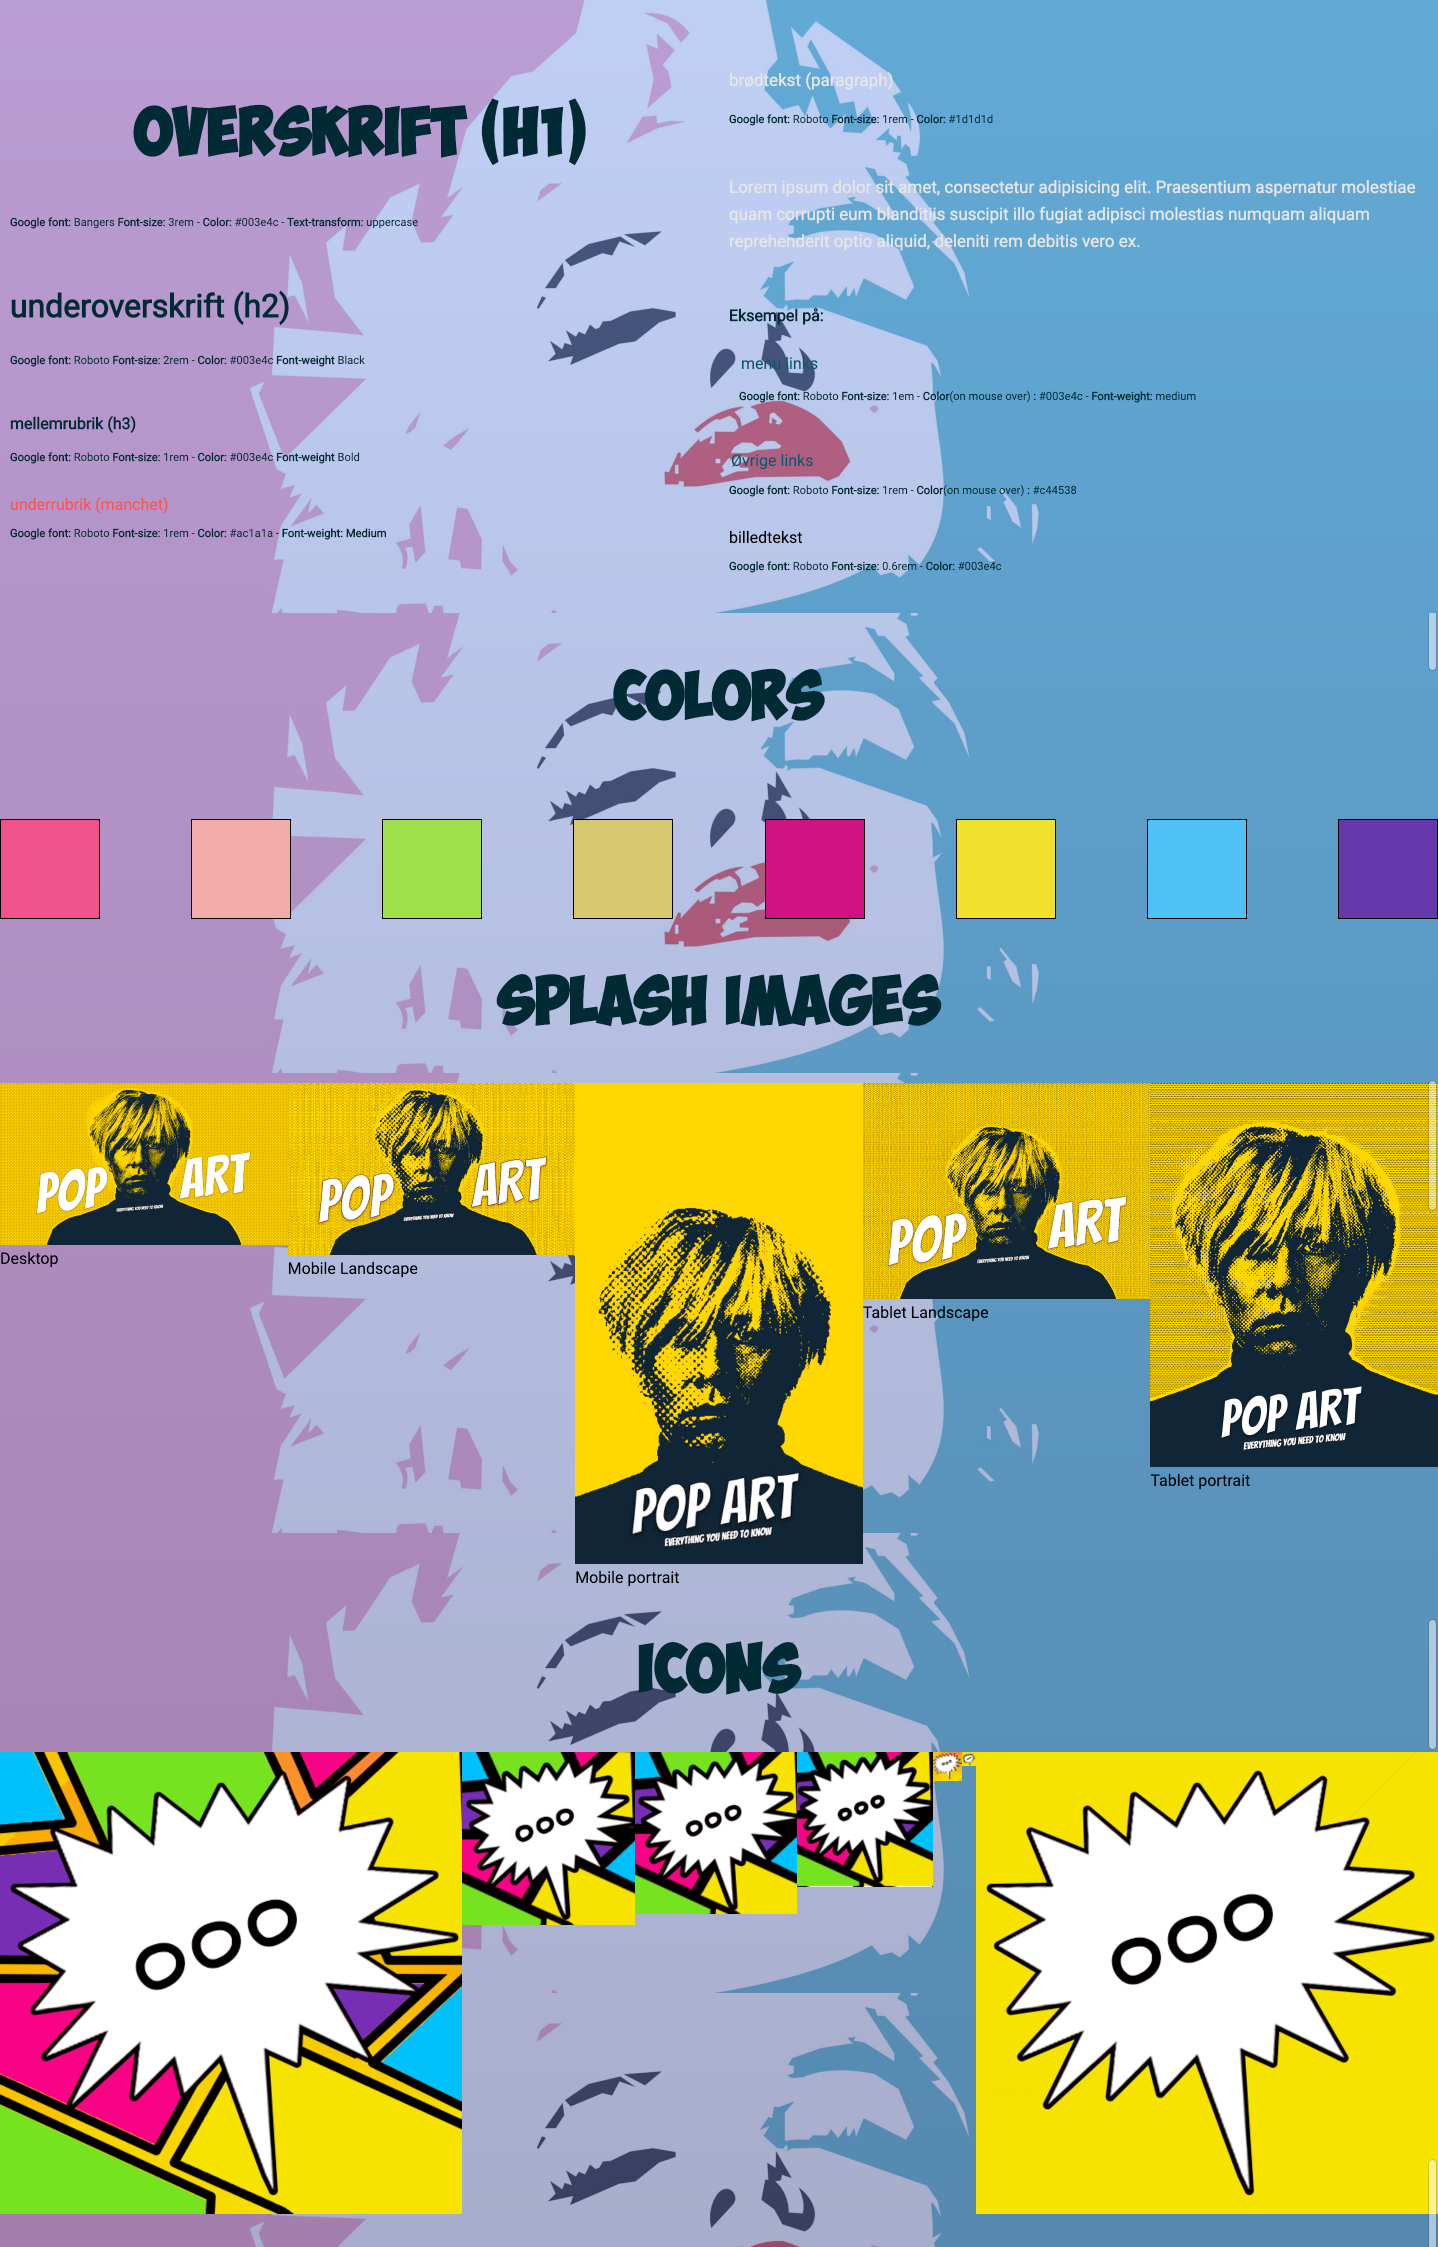 OVERSKRIFT (H1)
Google font: Bangers Font-size: 3rem - Color: #003e4c - Text-transform: uppercase
underoverskrift (h2)
Google font: Roboto Font-size: 2rem - Color: #003e4c Font-weight Black
mellemrubrik (h3)
Google font: Roboto Font-size: 1rem - Color: #003e4c Font-weight Bold
underrubrik (manchet)
Google font: Roboto Font-size: 1rem - Color: #ac1a1a - Font-weight: Medium
brødtekst (paragraph)
Google font: Roboto Font-size: 1rem - Color: #1d1d1d
Lorem ipsum dolor sit amet, consectetur adipisicing elit. Praesentium aspernatur molestiae
quam corrupti eum blanditiis suscipit illo fugiat adipisci molestias numquam aliquam
reprehenderit optio aliquid, deleniti rem debitis vero ex.
Eksempel på:
menu links
Google font: Roboto Font-size: 1em - Color(on mouse over) : #003e4c - Font-weight: medium
Øvrige links
Google font: Roboto Font-size: 1rem - Color(on mouse over) : #c44538
billedtekst
Google font: Roboto Font-size: 0.6rem - Color: #003e4c
COLORS
SPLASH IMAGES
POP ART
EVERYTHING YOU NEED TO KNOW
Desktop
POP ART
EVERYTHING YOU NEED TO KNOW
Mobile Landscape
POP ART
EVERYTHING YOU NEED TO KNOW
Mobile portrait
POP ART
EVERYTHING YOU NEED TO KNOW
Tablet Landscape
POP ART
EVERYTHING YOU NEED TO KNOW
Tablet portrait
ICONS